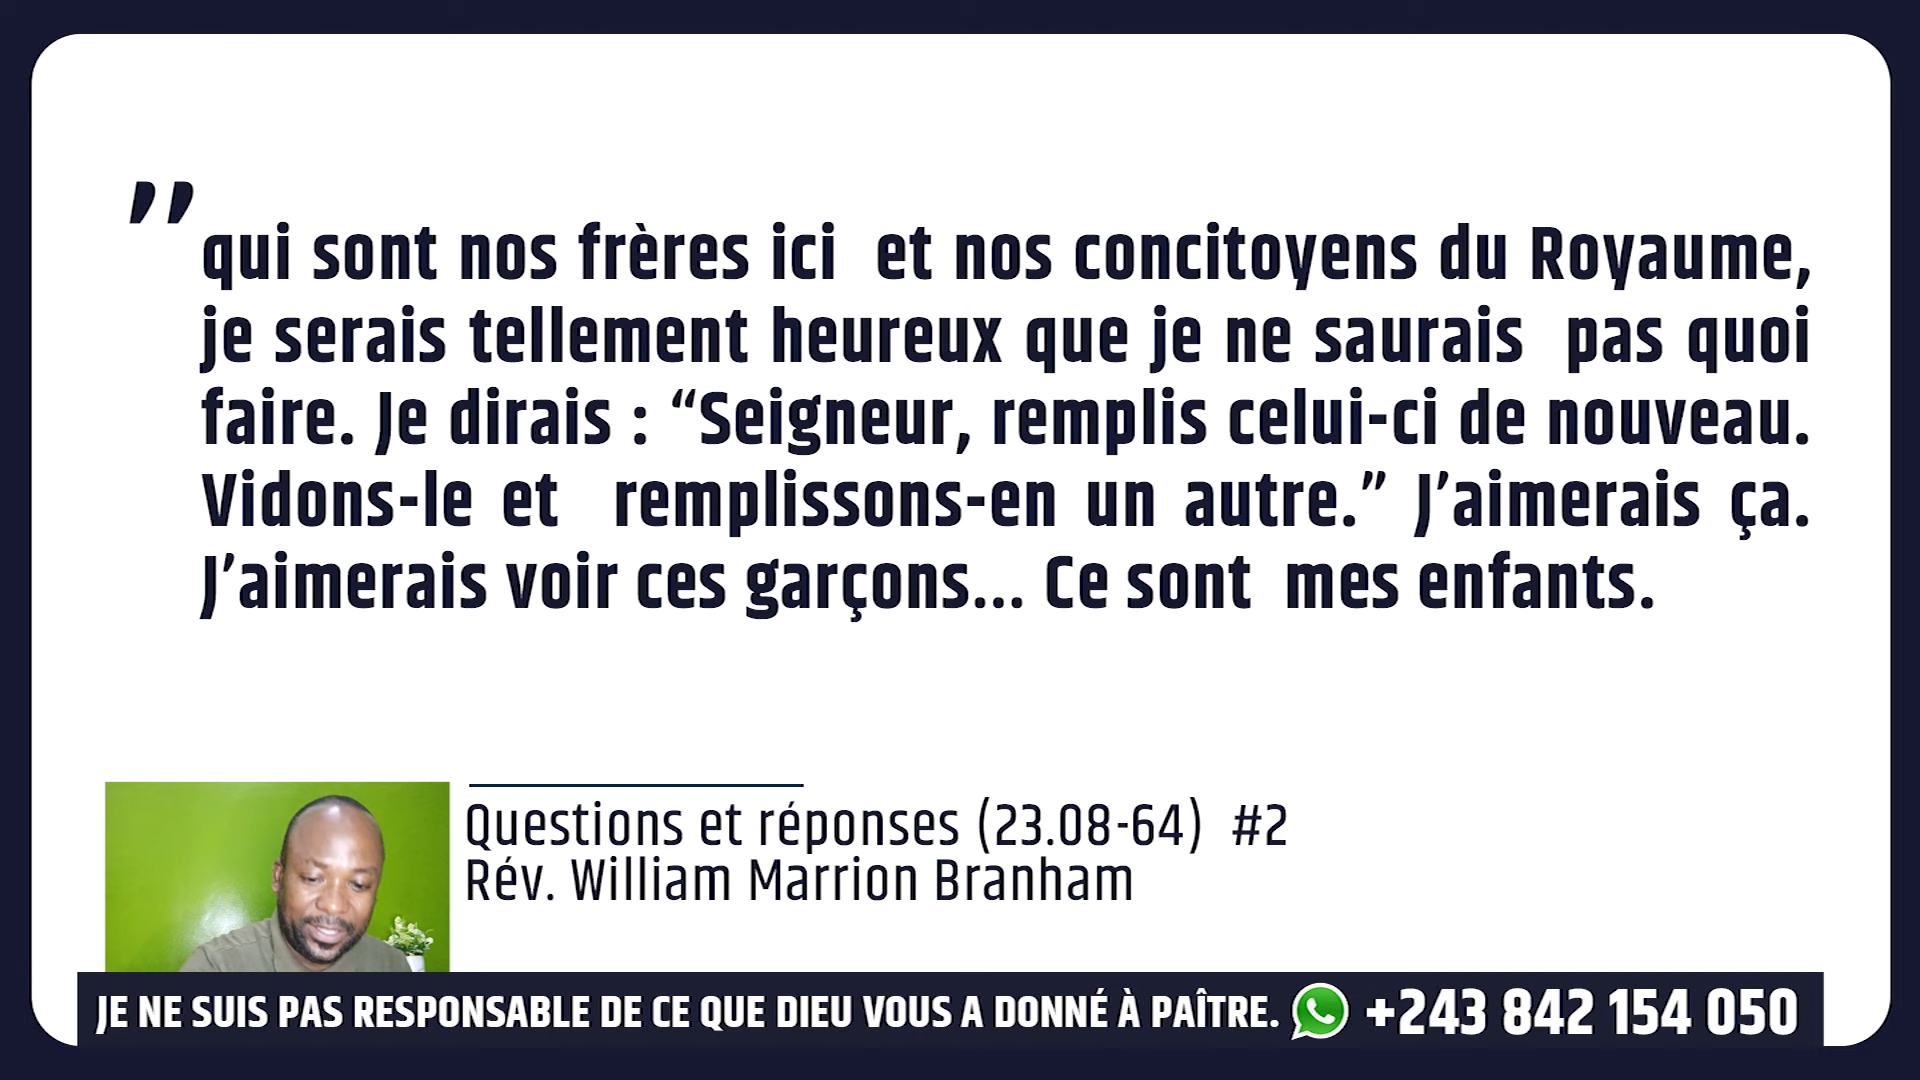 ”
qui sont nos frères ici et nos concitoyens du Royaume,
je serais tellement heureux que je ne saurais pas quoi
faire. Je dirais : “Seigneur, remplis celui-ci de nouveau.
Vidons-le et remplissons-en un autre.” J’aimerais ça.
J’aimerais voir ces garçons... Ce sont mes enfants.
Questions et réponses (23.08-64) #2
Rév. William Marrion Branham
JE NE SUIS PAS RESPONSABLE DE CE QUE DIEU VOUS A DONNÉ À PAÎTRE. +243 842 154 050